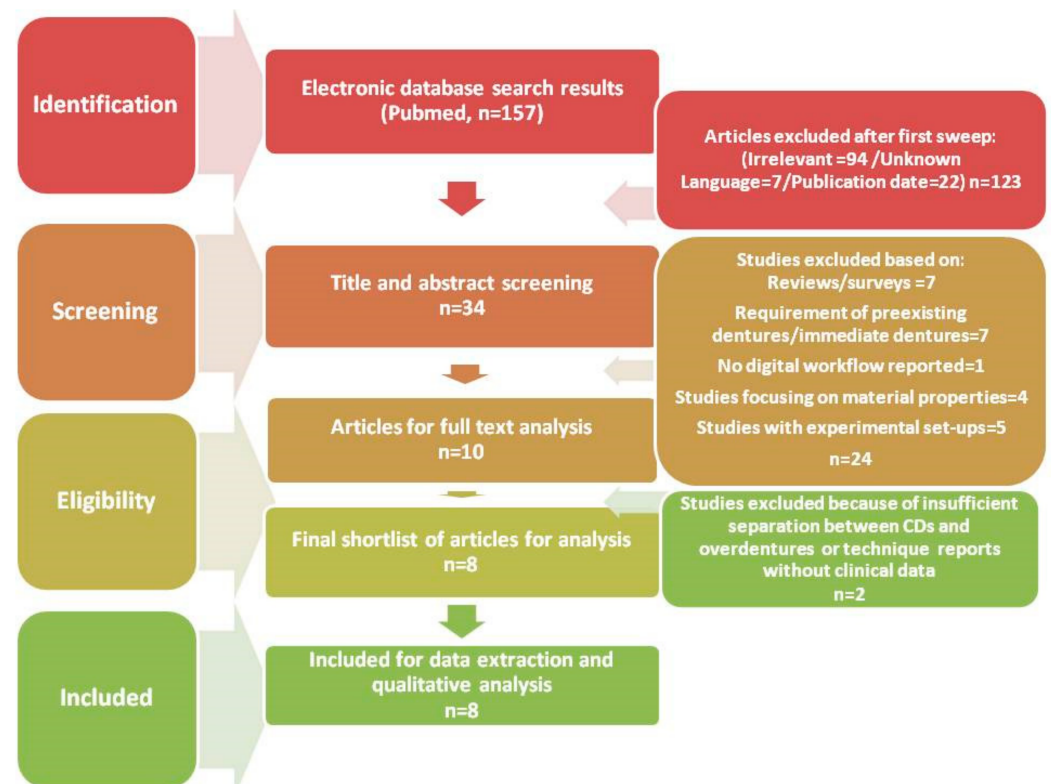 Identification
Electronic database search results
(Pubmed, n=157)
Articles excluded after first sweep:
(Irrelevant =94 /Unknown
Language=7/Publication date=22) n=123
Screening
Title and abstract screening
n=34
Studies excluded based on:
Reviews/surveys =7
Requirement of preexisting
dentures/immediate dentures=7
No digital workflow reported=1
Studies focusing on material properties=4
Studies with experimental set-ups=5
n=24
Articles for full text analysis
n=10
Eligibility
Final shortlist of articles for analysis
n=8
Studies excluded because of insufficient
separation between CDs and
overdentures or technique reports
without clinical data
n=2
Included
Included for data extraction and
qualitative analysis
n=8